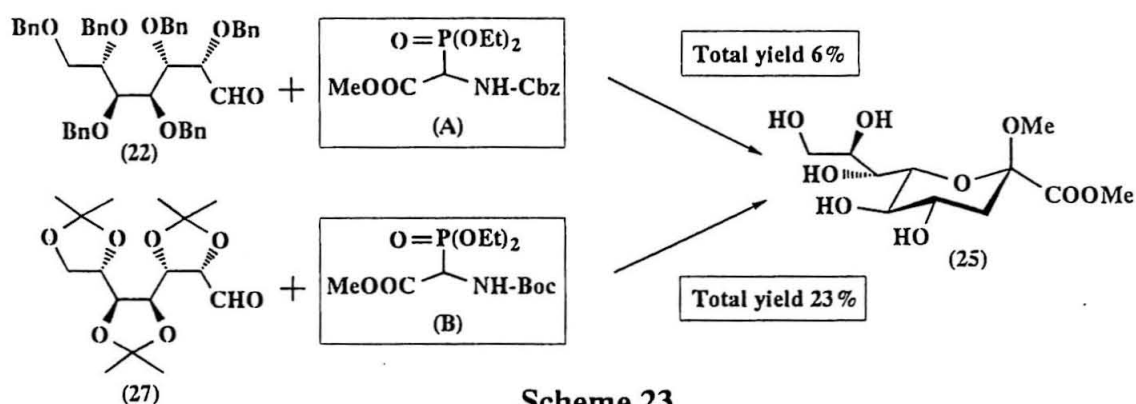 BnO BnO OBn OBn
CHO
BnO OBn
(22)
+
O=P(OEt)2
MeOOC NH-Cbz
(A)
Total yield 6%
HO OH OMe
HO O COOMe
HO
HO
(25)
O O O O
CHO
O O
(27)
+
O=P(OEt)2
MeOOC NH-Boc
(B)
Total yield 23%
Scheme 23